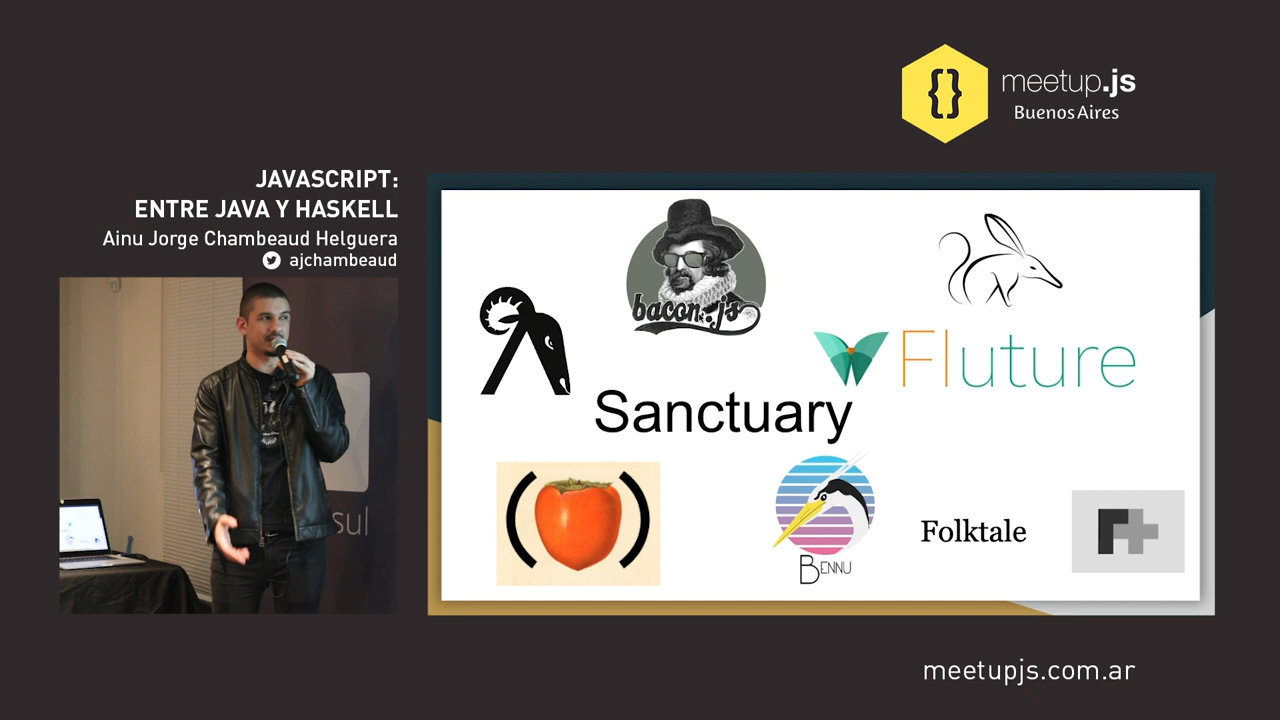 {}
meetup.js
Buenos Aires
JAVASCRIPT:
ENTRE JAVA Y HASKELL
Ainu Jorge Chambeaud Helguera
ajchambeaud
sul
bacon.js
Fluture
Sanctuary
( )
BENNU
Folktale
r+
meetupjs.com.ar